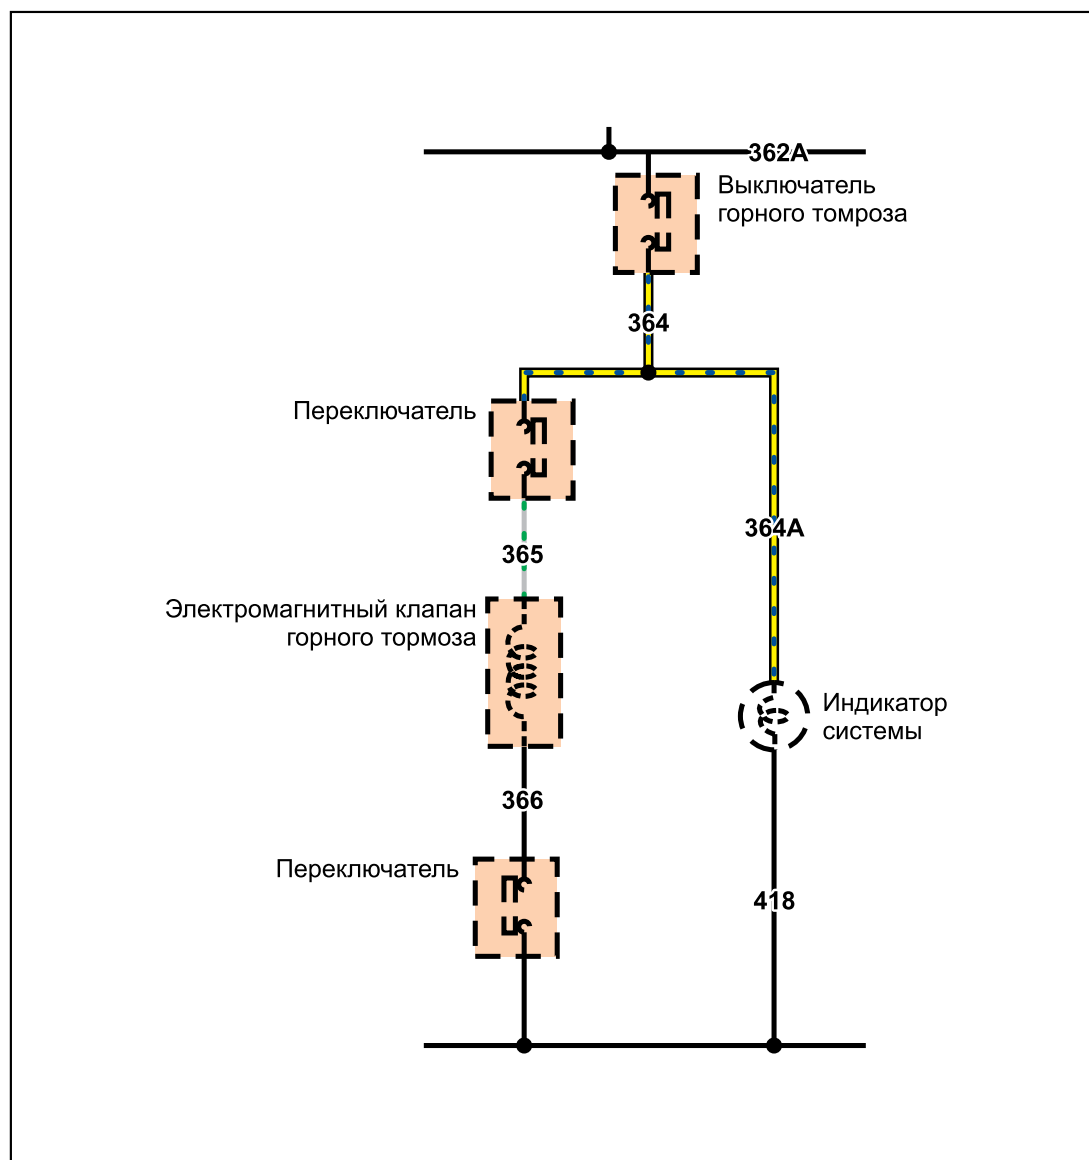 362A
Выключатель
горного томроза
364
Переключатель
364A
365
Электромагнитный клапан
горного тормоза
Индикатор
системы
366
Переключатель
418